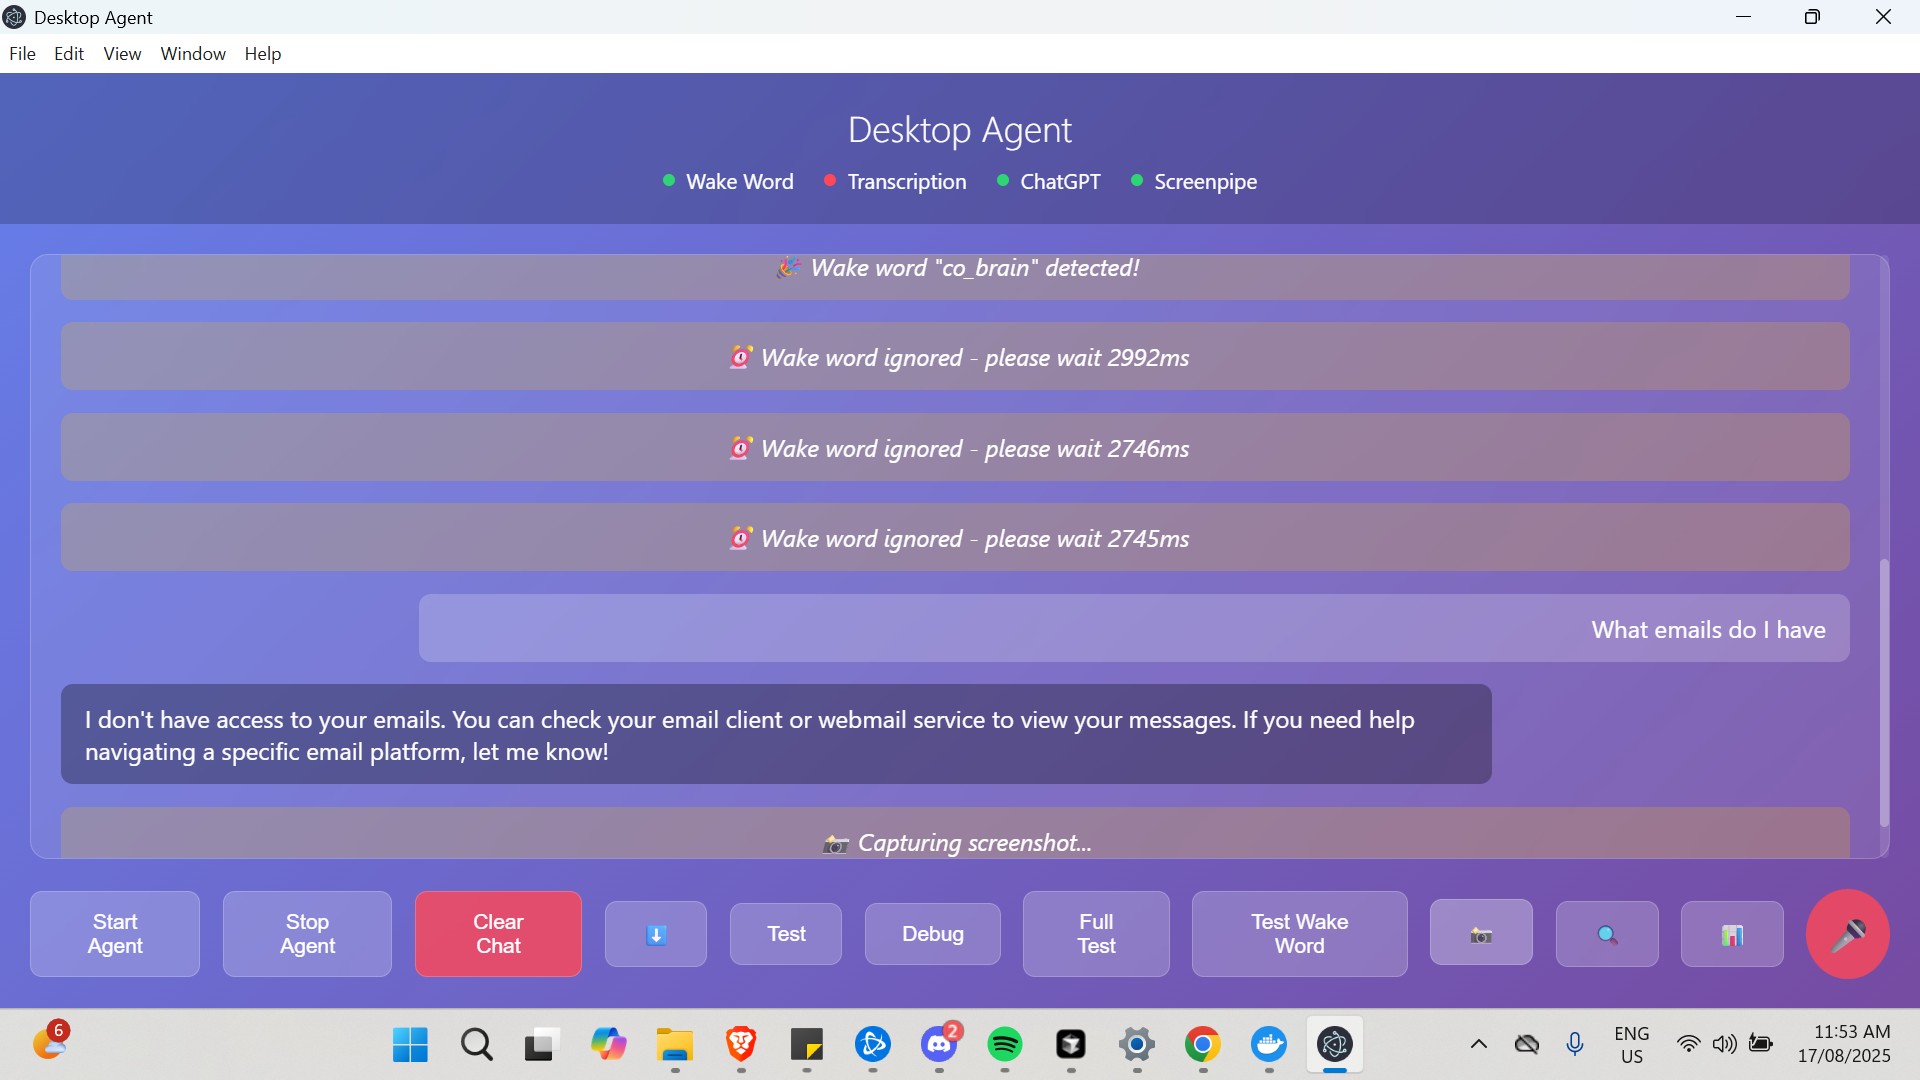 Desktop Agent
File Edit View Window Help
Desktop Agent
Wake Word Transcription ChatGPT Screenpipe
Wake word "co_brain" detected!
Wake word ignored - please wait 2992ms
Wake word ignored - please wait 2746ms
Wake word ignored - please wait 2745ms
What emails do I have
I don't have access to your emails. You can check your email client or webmail service to view your messages. If you need help
navigating a specific email platform, let me know!
Capturing screenshot...
Start
Agent
Stop
Agent
Clear
Chat
Test
Debug
Full
Test
Test Wake
Word
6
2
ENG
US
11:53 AM
17/08/2025